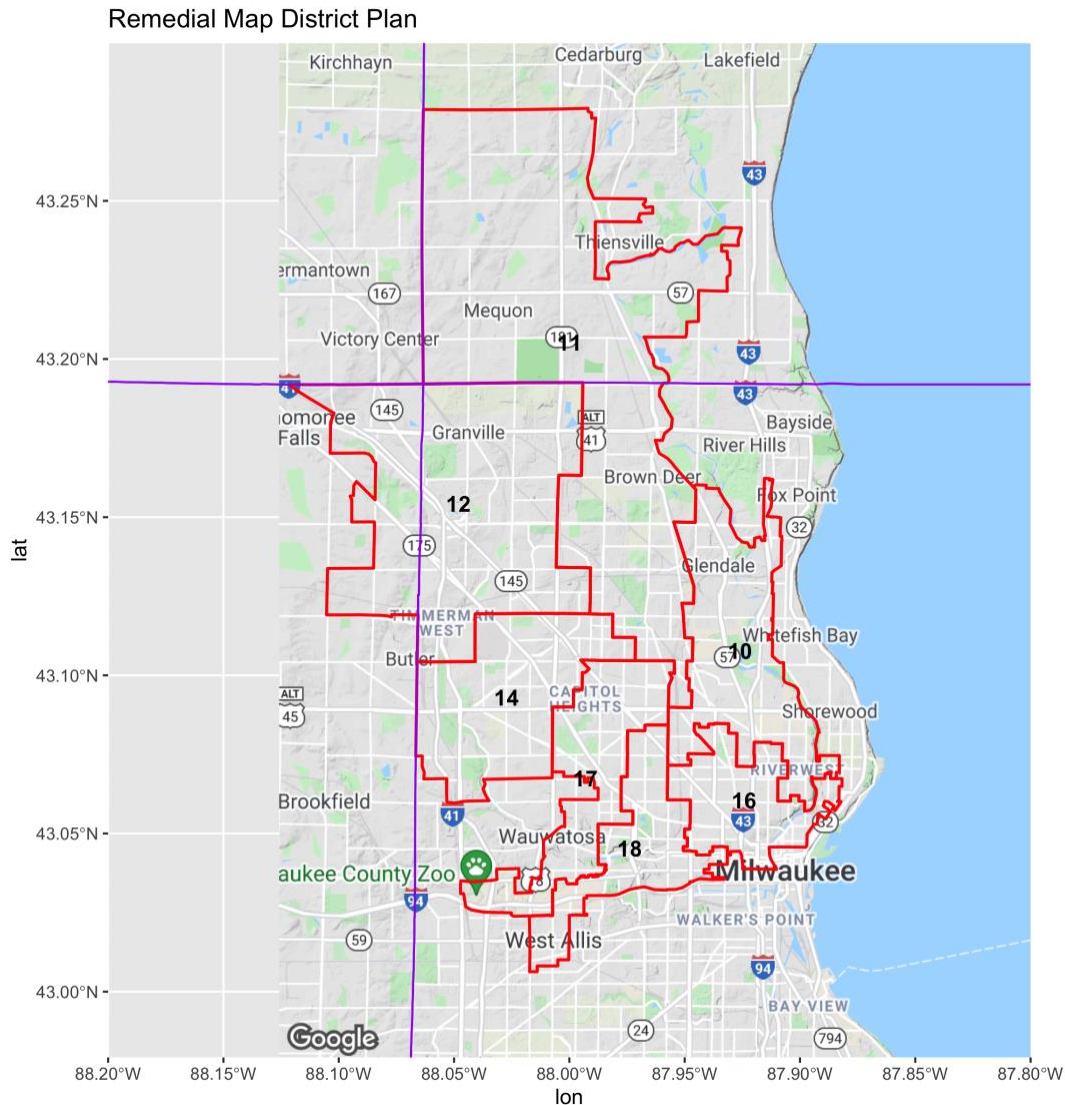 Remedial Map District Plan
Kirchhayn
Cedarburg
Lakefield
43
43.25°N
Thiensville
ermantown
167
57
Mequon
Victory Center
181
11
43
43.20°N
41
43
145
omonee
Falls
Granville
ALT
41
Bayside
River Hills
Brown Deer
12
Fox Point
43.15°N
32
175
Glendale
145
TIMMERMAN
WEST
Whitefish Bay
Butler
57
10
43.10°N
ALT
45
14
CAPITOL
HEIGHTS
Shorewood
17
RIVERWEST
Brookfield
16
41
43
32
43.05°N
Wauwatosa
18
aukee County Zoo
Milwaukee
94
WALKER'S POINT
59
West Allis
94
43.00°N
BAY VIEW
24
794
Google
88.20°W
88.15°W
88.10°W
88.05°W
88.00°W
87.95°W
87.90°W
87.85°W
87.80°W
lon
lat